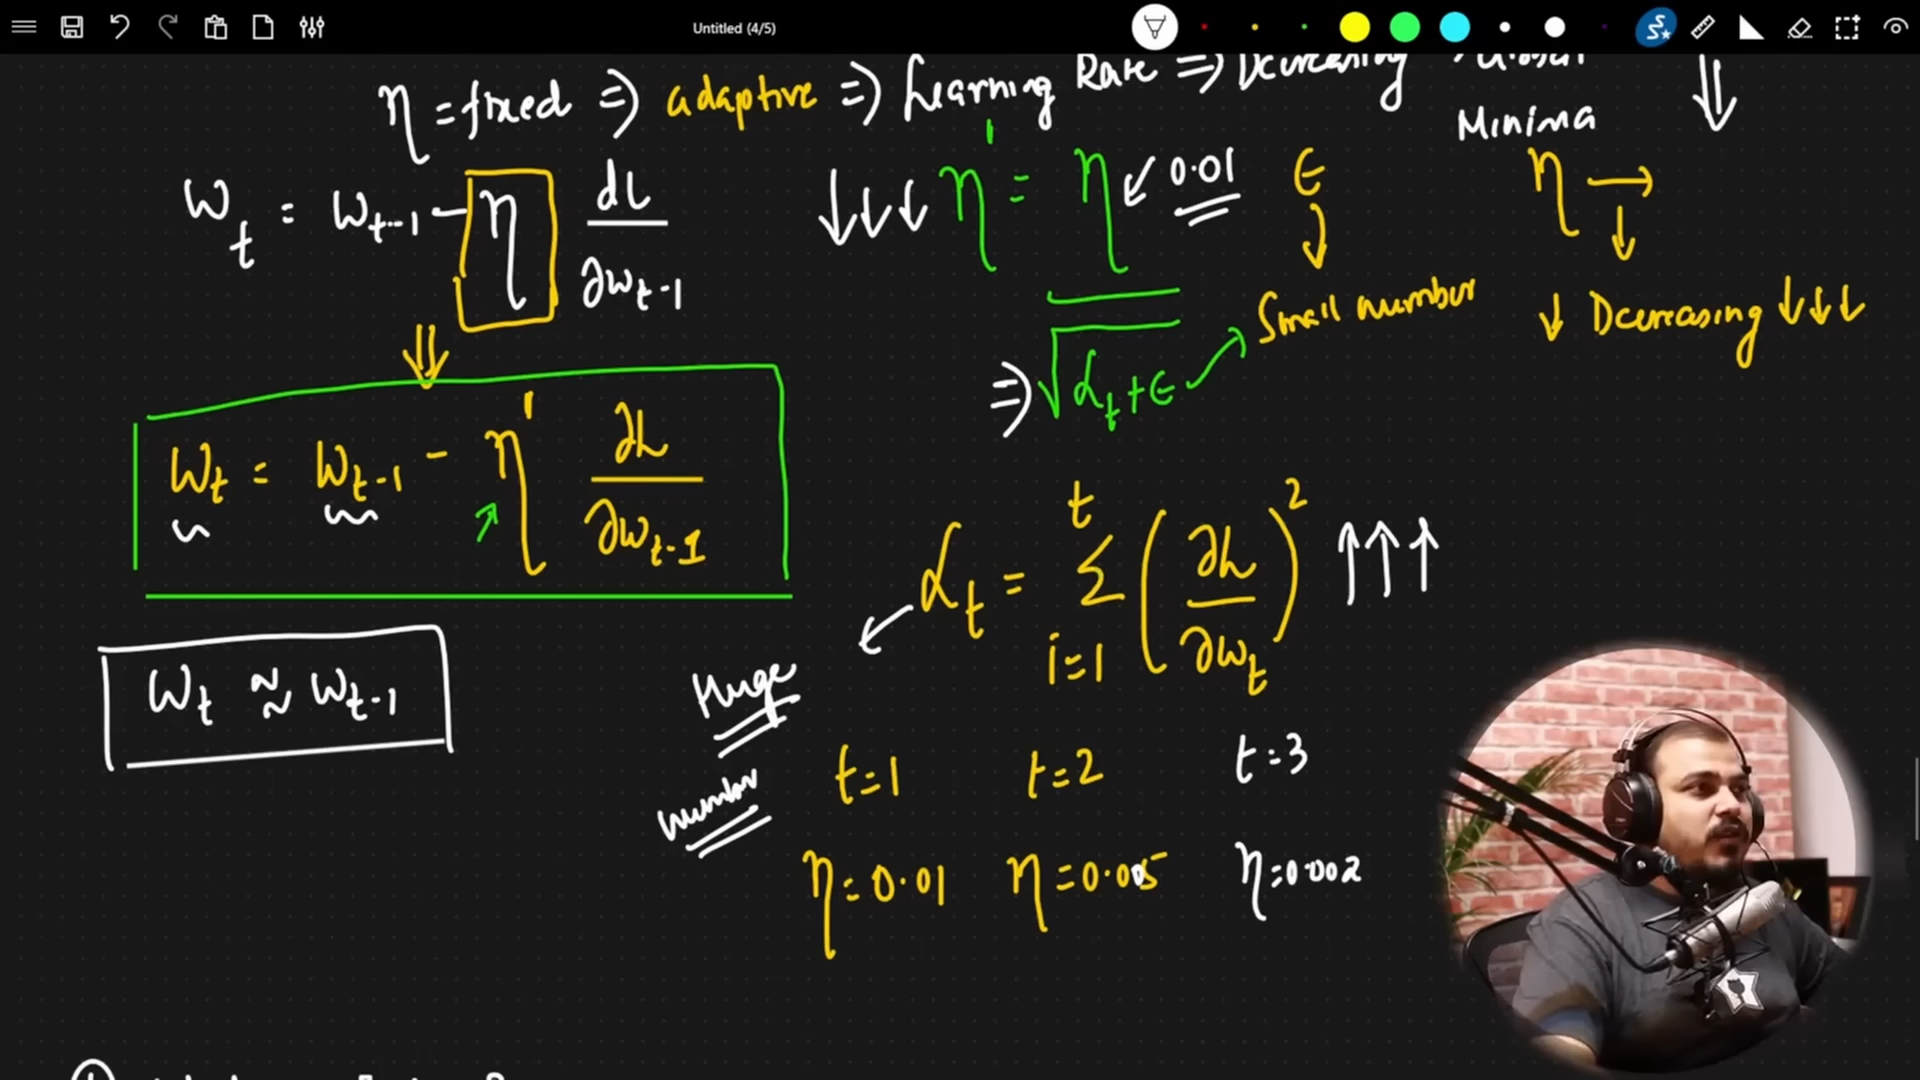 Untitled (4/5)
η = fixed => adaptive => Learning Rate => Decreasing
Minima
W_t = W_{t-1} - η dL/∂w_{t-1}
η' = η 0.01
ϵ
η →
Small number
↓ Decreasing ↓↓↓
=> √(α_t + ϵ)
W_t = W_{t-1} - η' ∂L/∂w_{t-1}
α_t = Σ_{i=1}^{t} (∂L/∂w_t)² ↑↑↑
W_t ≈ W_{t-1}
Huge
number
t=1 t=2 t=3
η=0.01 η=0.005 η=0.002